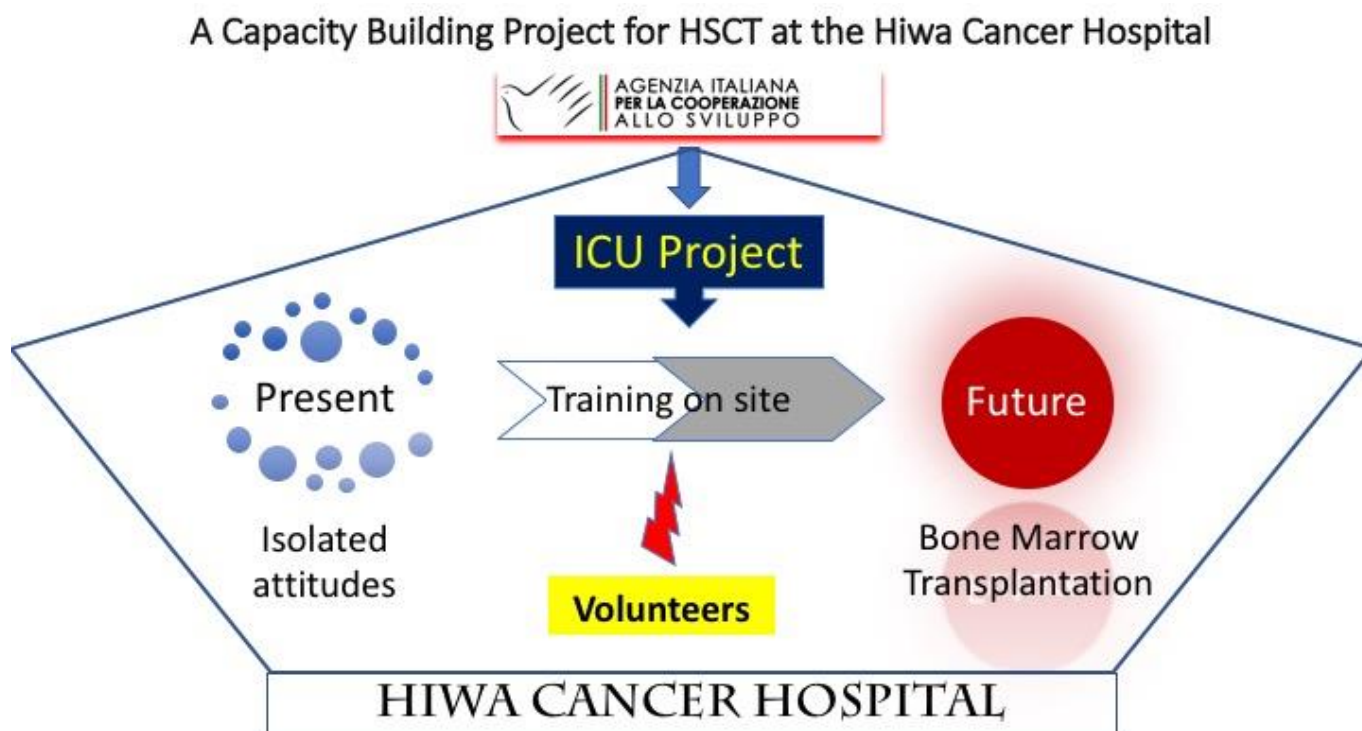 A Capacity Building Project for HSCT at the Hiwa Cancer Hospital
AGENZIA ITALIANA
PER LA COOPERAZIONE
ALLO SVILUPPO
ICU Project
Present
Training on site
Future
Isolated
attitudes
Volunteers
Bone Marrow
Transplantation
HIWA CANCER HOSPITAL